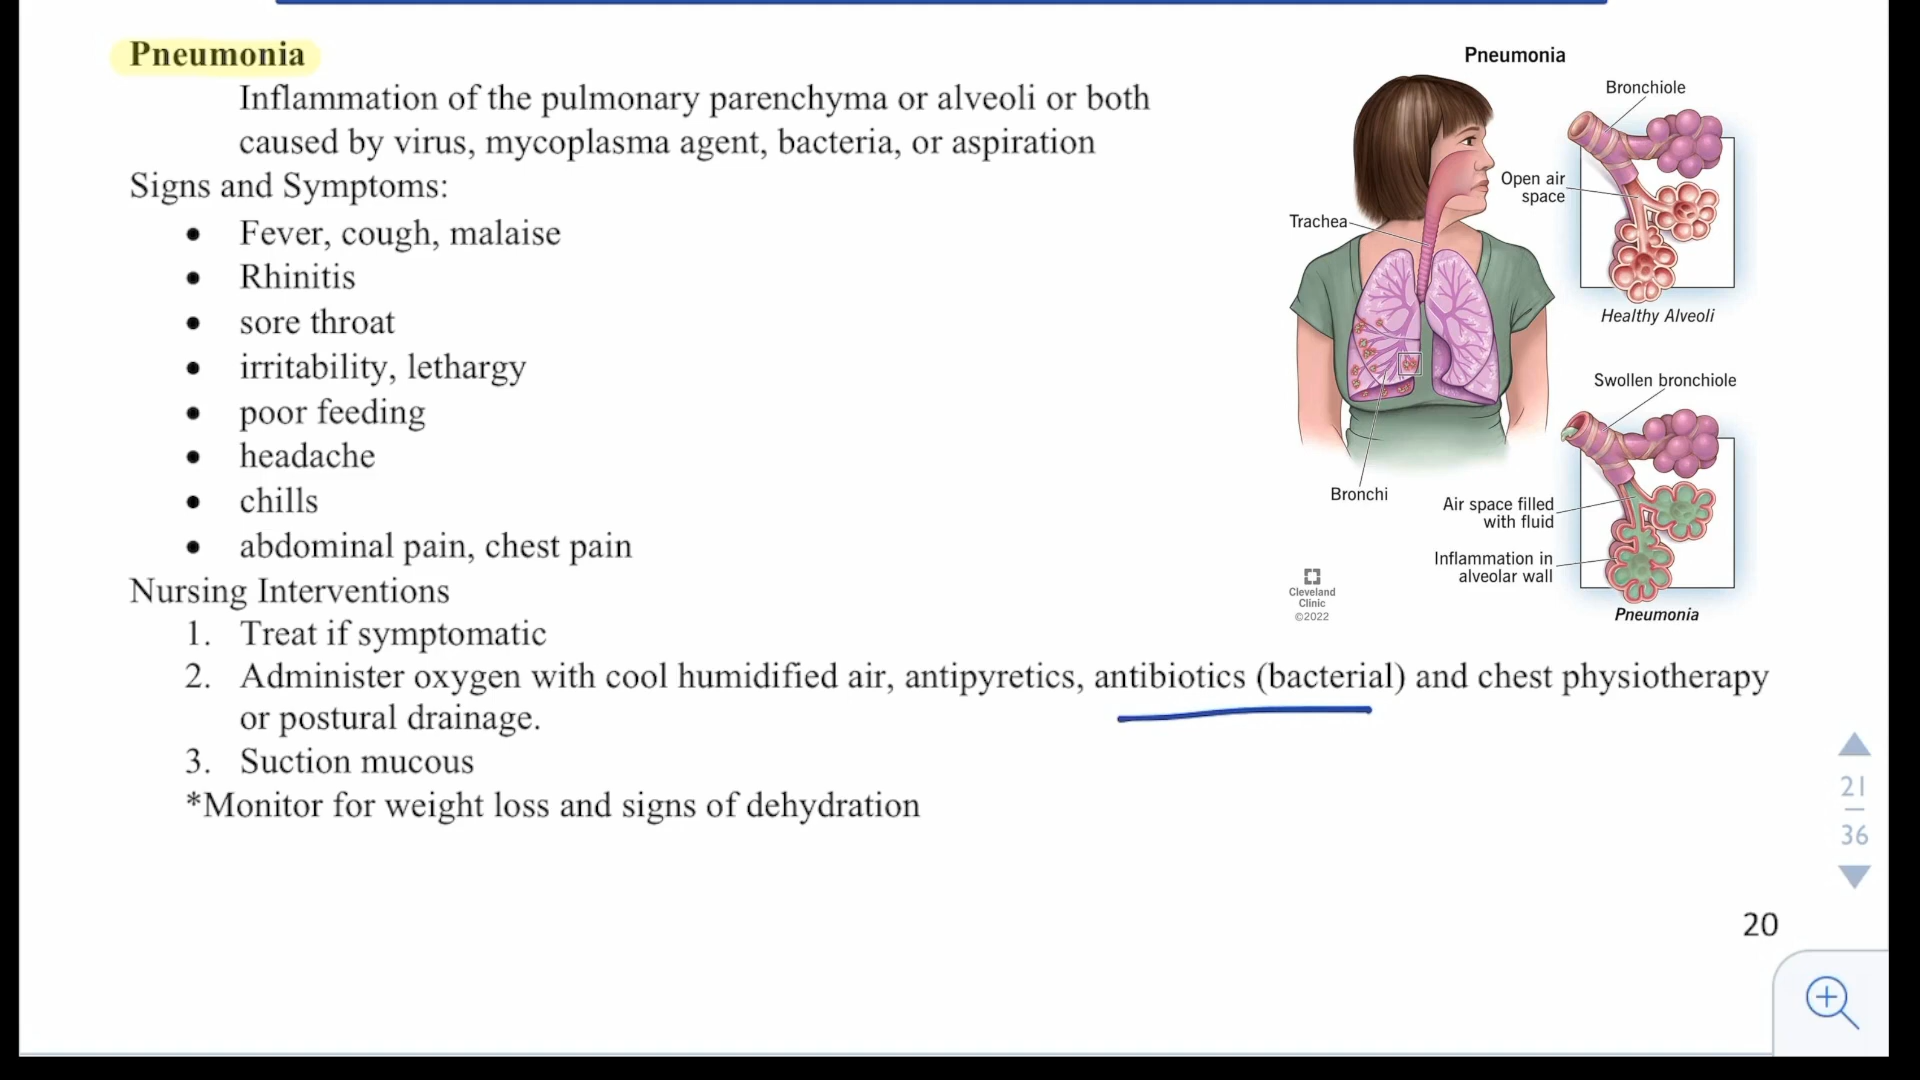 Pneumonia
Inflammation of the pulmonary parenchyma or alveoli or both
caused by virus, mycoplasma agent, bacteria, or aspiration
Signs and Symptoms:
• Fever, cough, malaise
• Rhinitis
• sore throat
• irritability, lethargy
• poor feeding
• headache
• chills
• abdominal pain, chest pain
Nursing Interventions
1. Treat if symptomatic
2. Administer oxygen with cool humidified air, antipyretics, antibiotics (bacterial) and chest physiotherapy
or postural drainage.
3. Suction mucous
*Monitor for weight loss and signs of dehydration
Pneumonia
Bronchiole
Open air
space
Trachea
Healthy Alveoli
Swollen bronchiole
Bronchi
Air space filled
with fluid
Inflammation in
alveolar wall
Cleveland
Clinic
©2022
Pneumonia
21
36
20